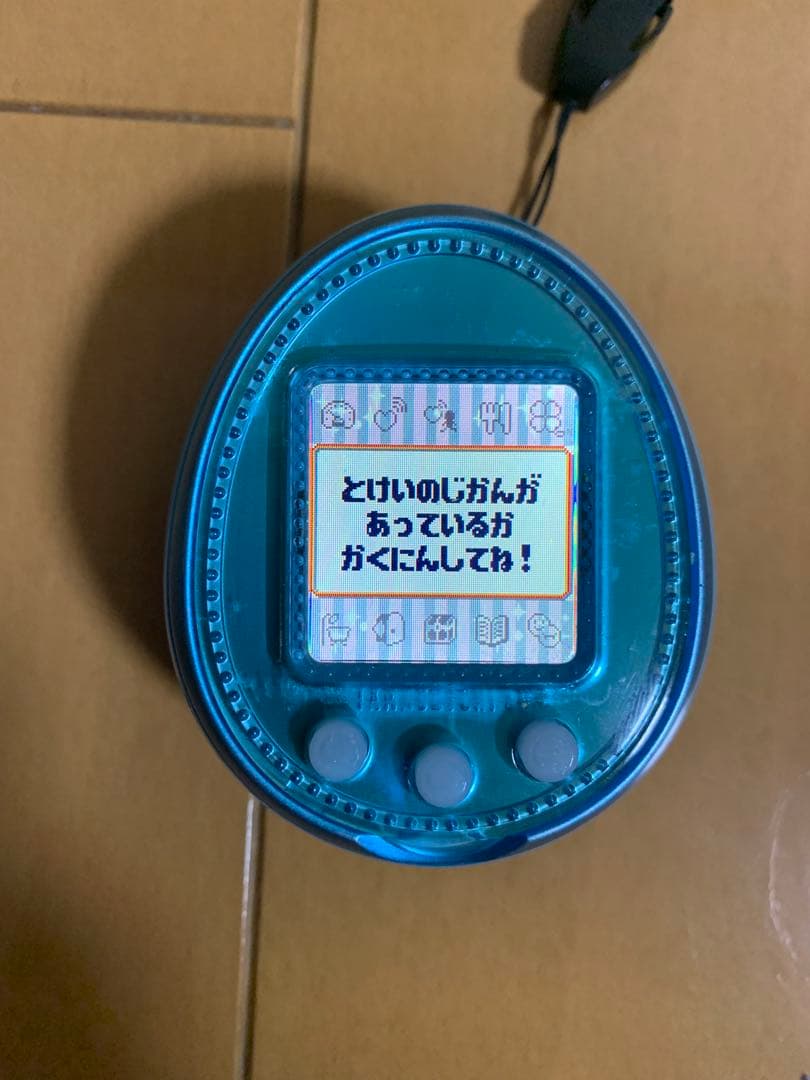 とけいのじかんが
あっているか
かくにんしてね！